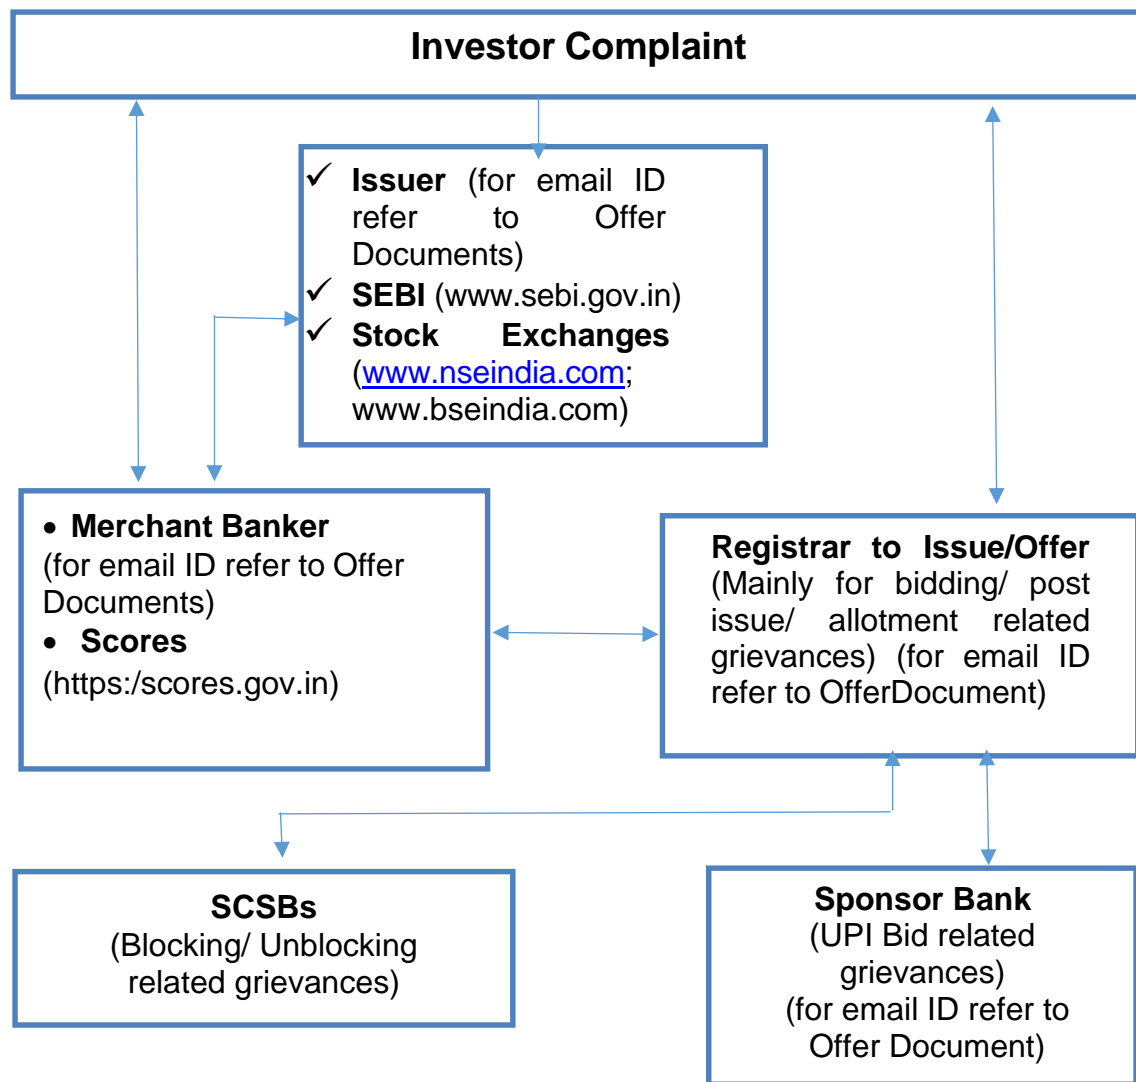 Investor Complaint
✓ Issuer (for email ID
refer to Offer
Documents)
✓ SEBI (www.sebi.gov.in)
✓ Stock Exchanges
(www.nseindia.com;
www.bseindia.com)
• Merchant Banker
(for email ID refer to Offer
Documents)
• Scores
(https:/scores.gov.in)
Registrar to Issue/Offer
(Mainly for bidding/ post
issue/ allotment related
grievances) (for email ID
refer to OfferDocument)
SCSBs
(Blocking/ Unblocking
related grievances)
Sponsor Bank
(UPI Bid related
grievances)
(for email ID refer to
Offer Document)